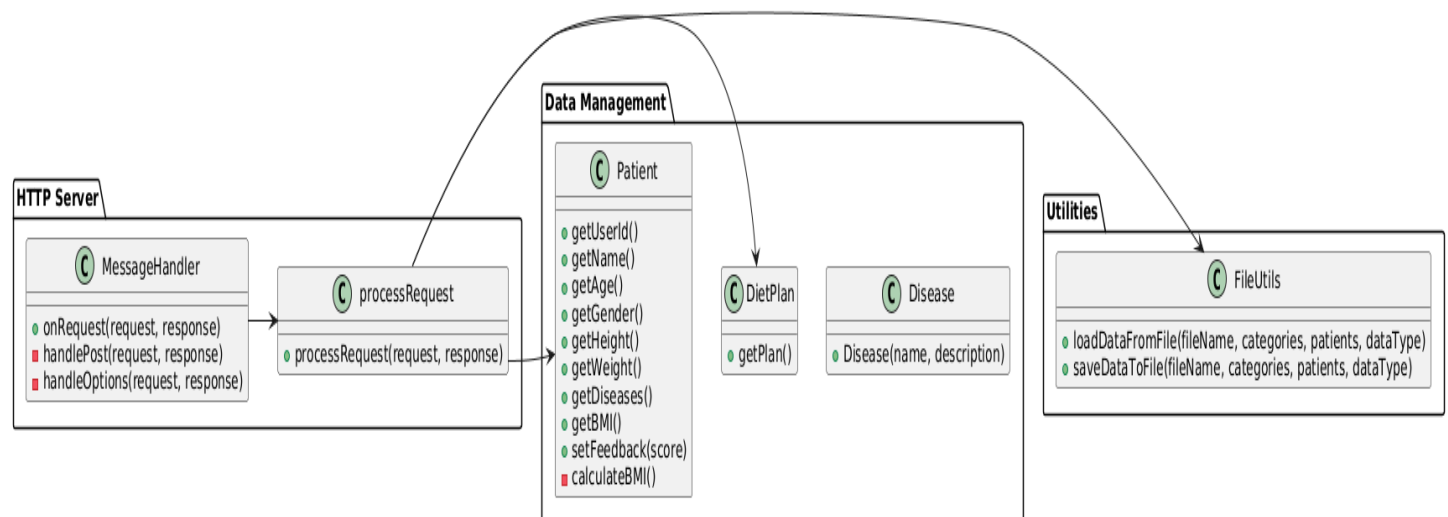 HTTP Server
C MessageHandler
onRequest(request, response)
handlePost(request, response)
handleOptions(request, response)
C processRequest
processRequest(request, response)
Data Management
C Patient
getUserId()
getName()
getAge()
getGender()
getHeight()
getWeight()
getDiseases()
getBMI()
setFeedback(score)
calculateBMI()
C DietPlan
getPlan()
C Disease
Disease(name, description)
Utilities
C FileUtils
loadDataFromFile(fileName, categories, patients, dataType)
saveDataToFile(fileName, categories, patients, dataType)